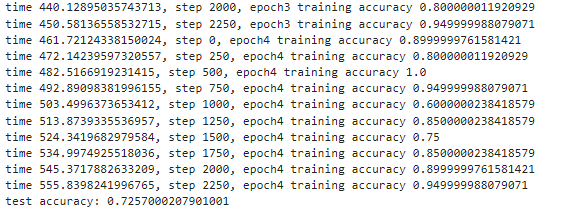 time 440.12895035743713, step 2000, epoch3 training accuracy 0.800000011920929
time 450.58136558532715, step 2250, epoch3 training accuracy 0.949999988079071
time 461.72124338150024, step 0, epoch4 training accuracy 0.8999999761581421
time 472.14239597320557, step 250, epoch4 training accuracy 0.800000011920929
time 482.5166919231415, step 500, epoch4 training accuracy 1.0
time 492.89098381996155, step 750, epoch4 training accuracy 0.949999988079071
time 503.4996373653412, step 1000, epoch4 training accuracy 0.6000000238418579
time 513.8739335536957, step 1250, epoch4 training accuracy 0.8500000238418579
time 524.3419682979584, step 1500, epoch4 training accuracy 0.75
time 534.9974925518036, step 1750, epoch4 training accuracy 0.8500000238418579
time 545.3717882633209, step 2000, epoch4 training accuracy 0.8999999761581421
time 555.8398241996765, step 2250, epoch4 training accuracy 0.949999988079071
test accuracy: 0.7257000207901001